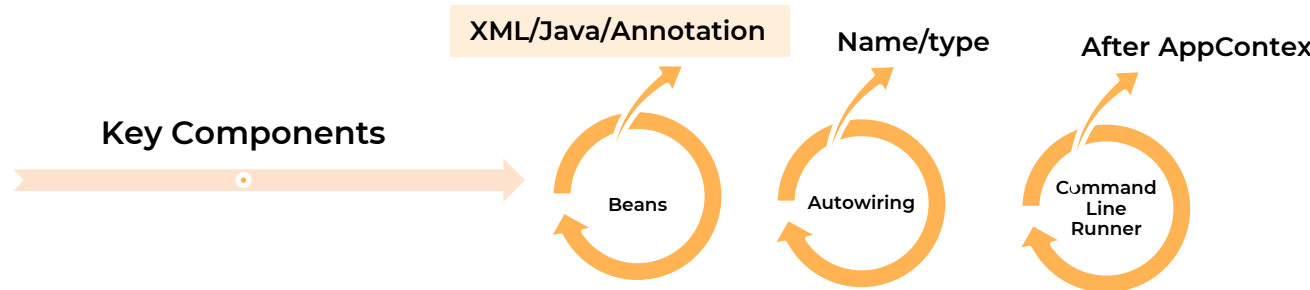 XML/Java/Annotation
Name/type
After AppContex
Key Components
Beans
Autowiring
Command
Line
Runner